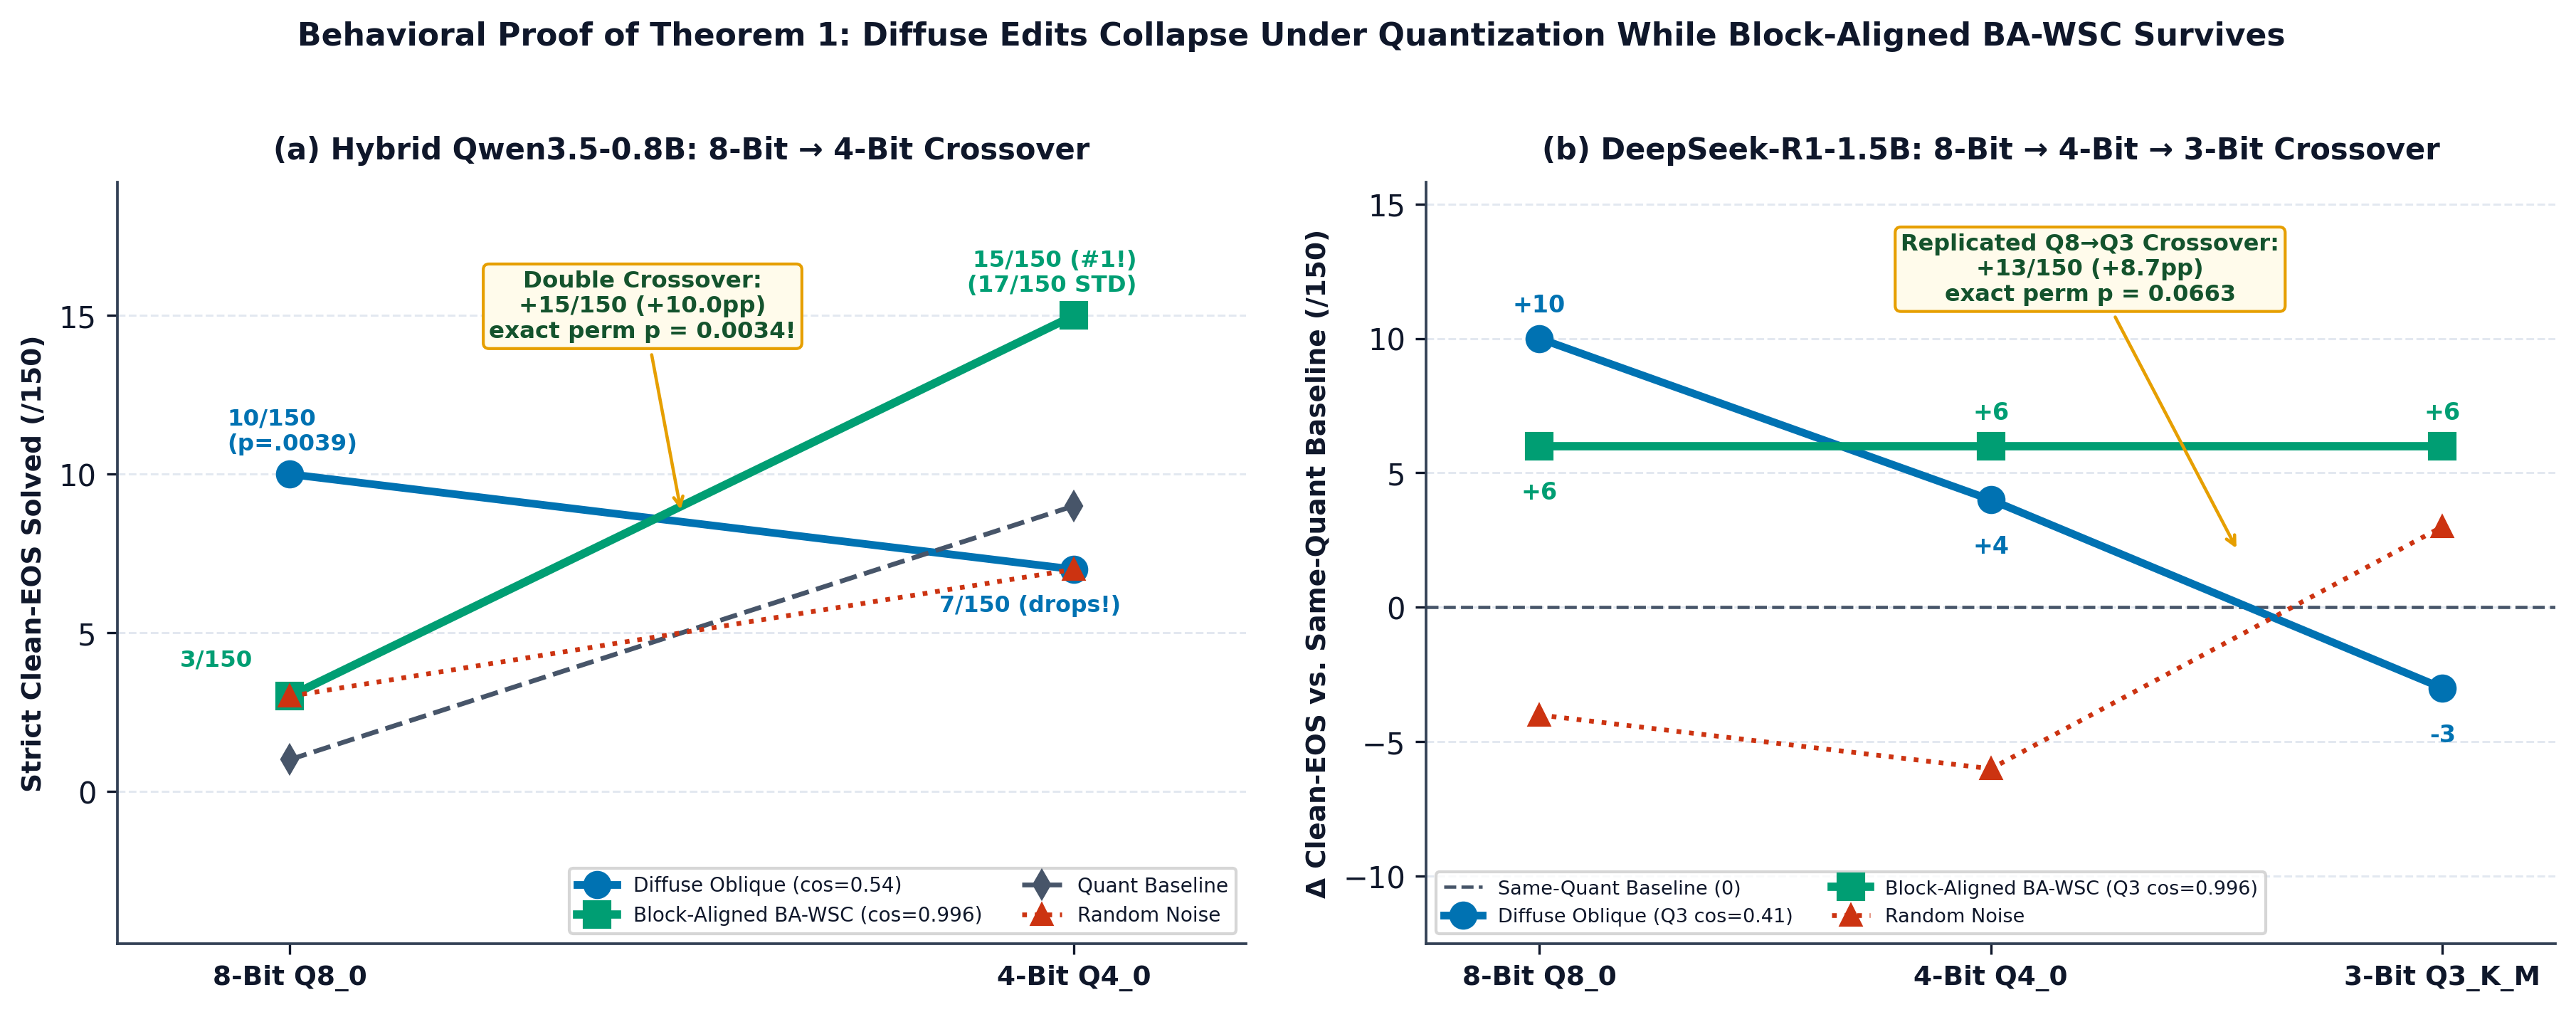 Behavioral Proof of Theorem 1: Diffuse Edits Collapse Under Quantization While Block-Aligned BA-WSC Survives
(a) Hybrid Qwen3.5-0.8B: 8-Bit → 4-Bit Crossover
Strict Clean-EOS Solved (/150)
15
10
5
0
Double Crossover:
+15/150 (+10.0pp)
exact perm p = 0.0034!
15/150 (#1!)
(17/150 STD)
10/150
(p=.0039)
7/150 (drops!)
3/150
Diffuse Oblique (cos=0.54)
Block-Aligned BA-WSC (cos=0.996)
Quant Baseline
Random Noise
8-Bit Q8_0
4-Bit Q4_0
(b) DeepSeek-R1-1.5B: 8-Bit → 4-Bit → 3-Bit Crossover
Δ Clean-EOS vs. Same-Quant Baseline (/150)
15
10
5
0
−5
−10
Replicated Q8→Q3 Crossover:
+13/150 (+8.7pp)
exact perm p = 0.0663
+10
+6
+6
+6
+4
-3
Same-Quant Baseline (0)
Diffuse Oblique (Q3 cos=0.41)
Block-Aligned BA-WSC (Q3 cos=0.996)
Random Noise
8-Bit Q8_0
4-Bit Q4_0
3-Bit Q3_K_M